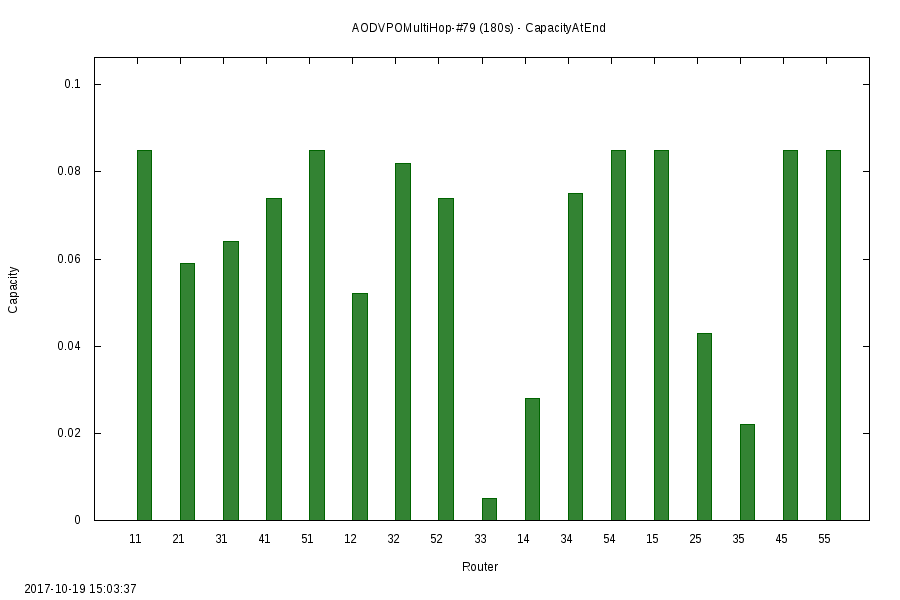 AODVPOMultiHop-#79 (180s) - CapacityAtEnd
0.1
0.08
0.06
0.04
0.02
0
Capacity
11 21 31 41 51 12 32 52 33 14 34 54 15 25 35 45 55
Router
2017-10-19 15:03:37